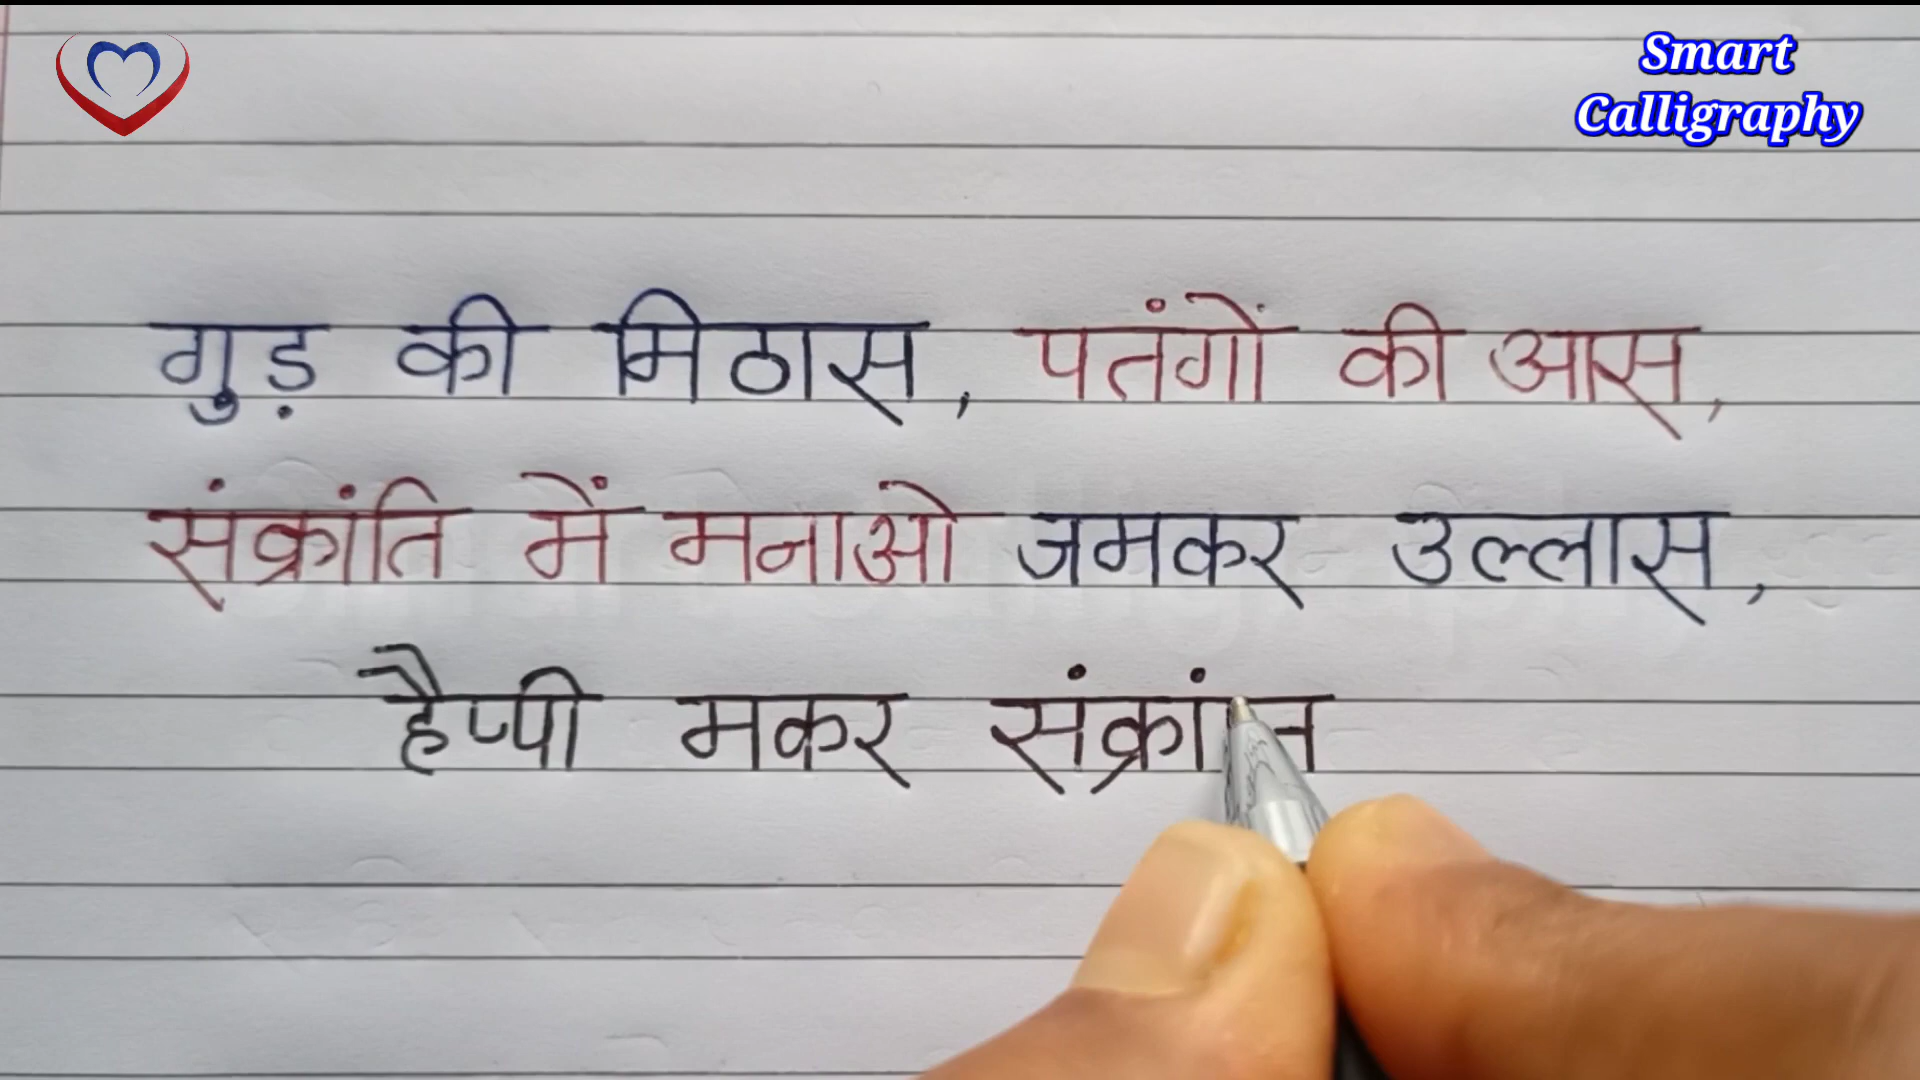 Smart
Calligraphy
गुड़ की मिठास, पतंगों की आस,
संक्रांति में मनाओ जमकर उल्लास,
हैप्पी मकर संक्रांत